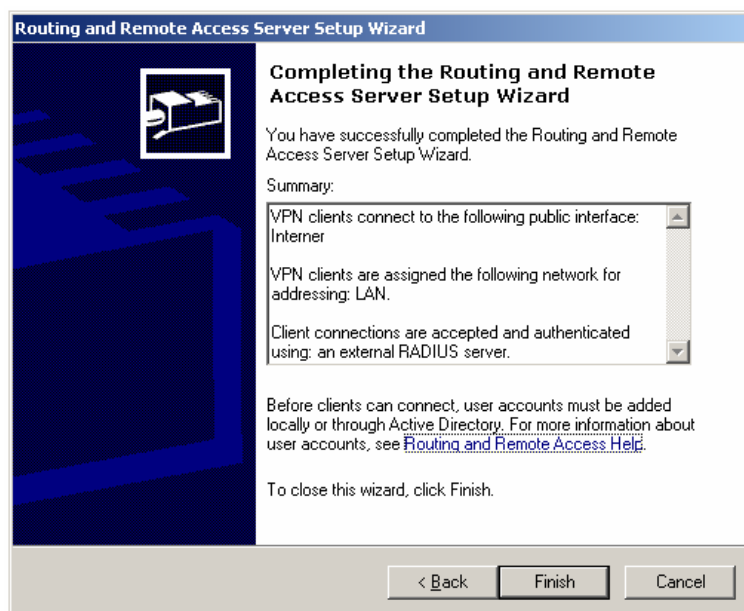 Routing and Remote Access Server Setup Wizard
Completing the Routing and Remote
Access Server Setup Wizard
You have successfully completed the Routing and Remote
Access Server Setup Wizard.
Summary:
VPN clients connect to the following public interface:
Interner
VPN clients are assigned the following network for
addressing: LAN.
Client connections are accepted and authenticated
using: an external RADIUS server.
Before clients can connect, user accounts must be added
locally or through Active Directory. For more information about
user accounts, see Routing and Remote Access Help.
To close this wizard, click Finish.
< Back
Finish
Cancel